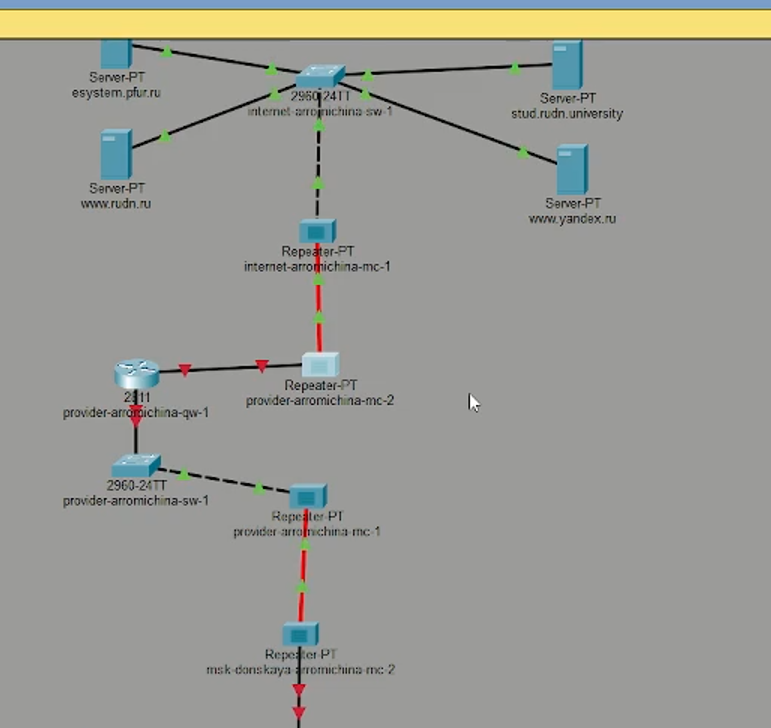 Server-PT
esystem.pfur.ru
2960-24TT
internet-arromichina-sw-1
Server-PT
stud.rudn.university
Server-PT
www.rudn.ru
Server-PT
www.yandex.ru
Repeater-PT
internet-arromichina-mc-1
2811
provider-arromichina-gw-1
Repeater-PT
provider-arromichina-mc-2
2960-24TT
provider-arromichina-sw-1
Repeater-PT
provider-arromichina-mc-1
Repeater-PT
msk-donskaya-arromichina-mc-2